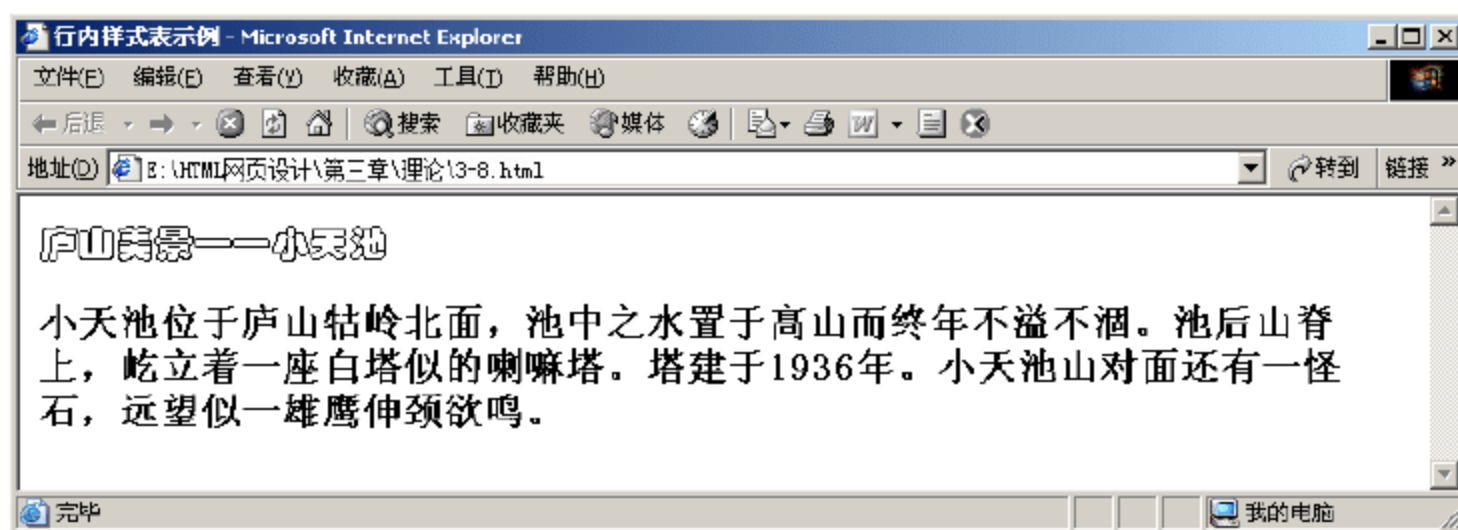 行内样式表示例 - Microsoft Internet Explorer
文件(F) 编辑(E) 查看(V) 收藏(A) 工具(T) 帮助(H)
后退 搜索 收藏夹 媒体
地址(D) E:\HTML网页设计\第三章\理论\3-8.html 转到 链接 »
庐山美景——小天池
小天池位于庐山牯岭北面，池中之水置于高山而终年不溢不涸。池后山脊
上，屹立着一座白塔似的喇嘛塔。塔建于1936年。小天池山对面还有一怪
石，远望似一雄鹰伸颈欲鸣。
完毕 我的电脑